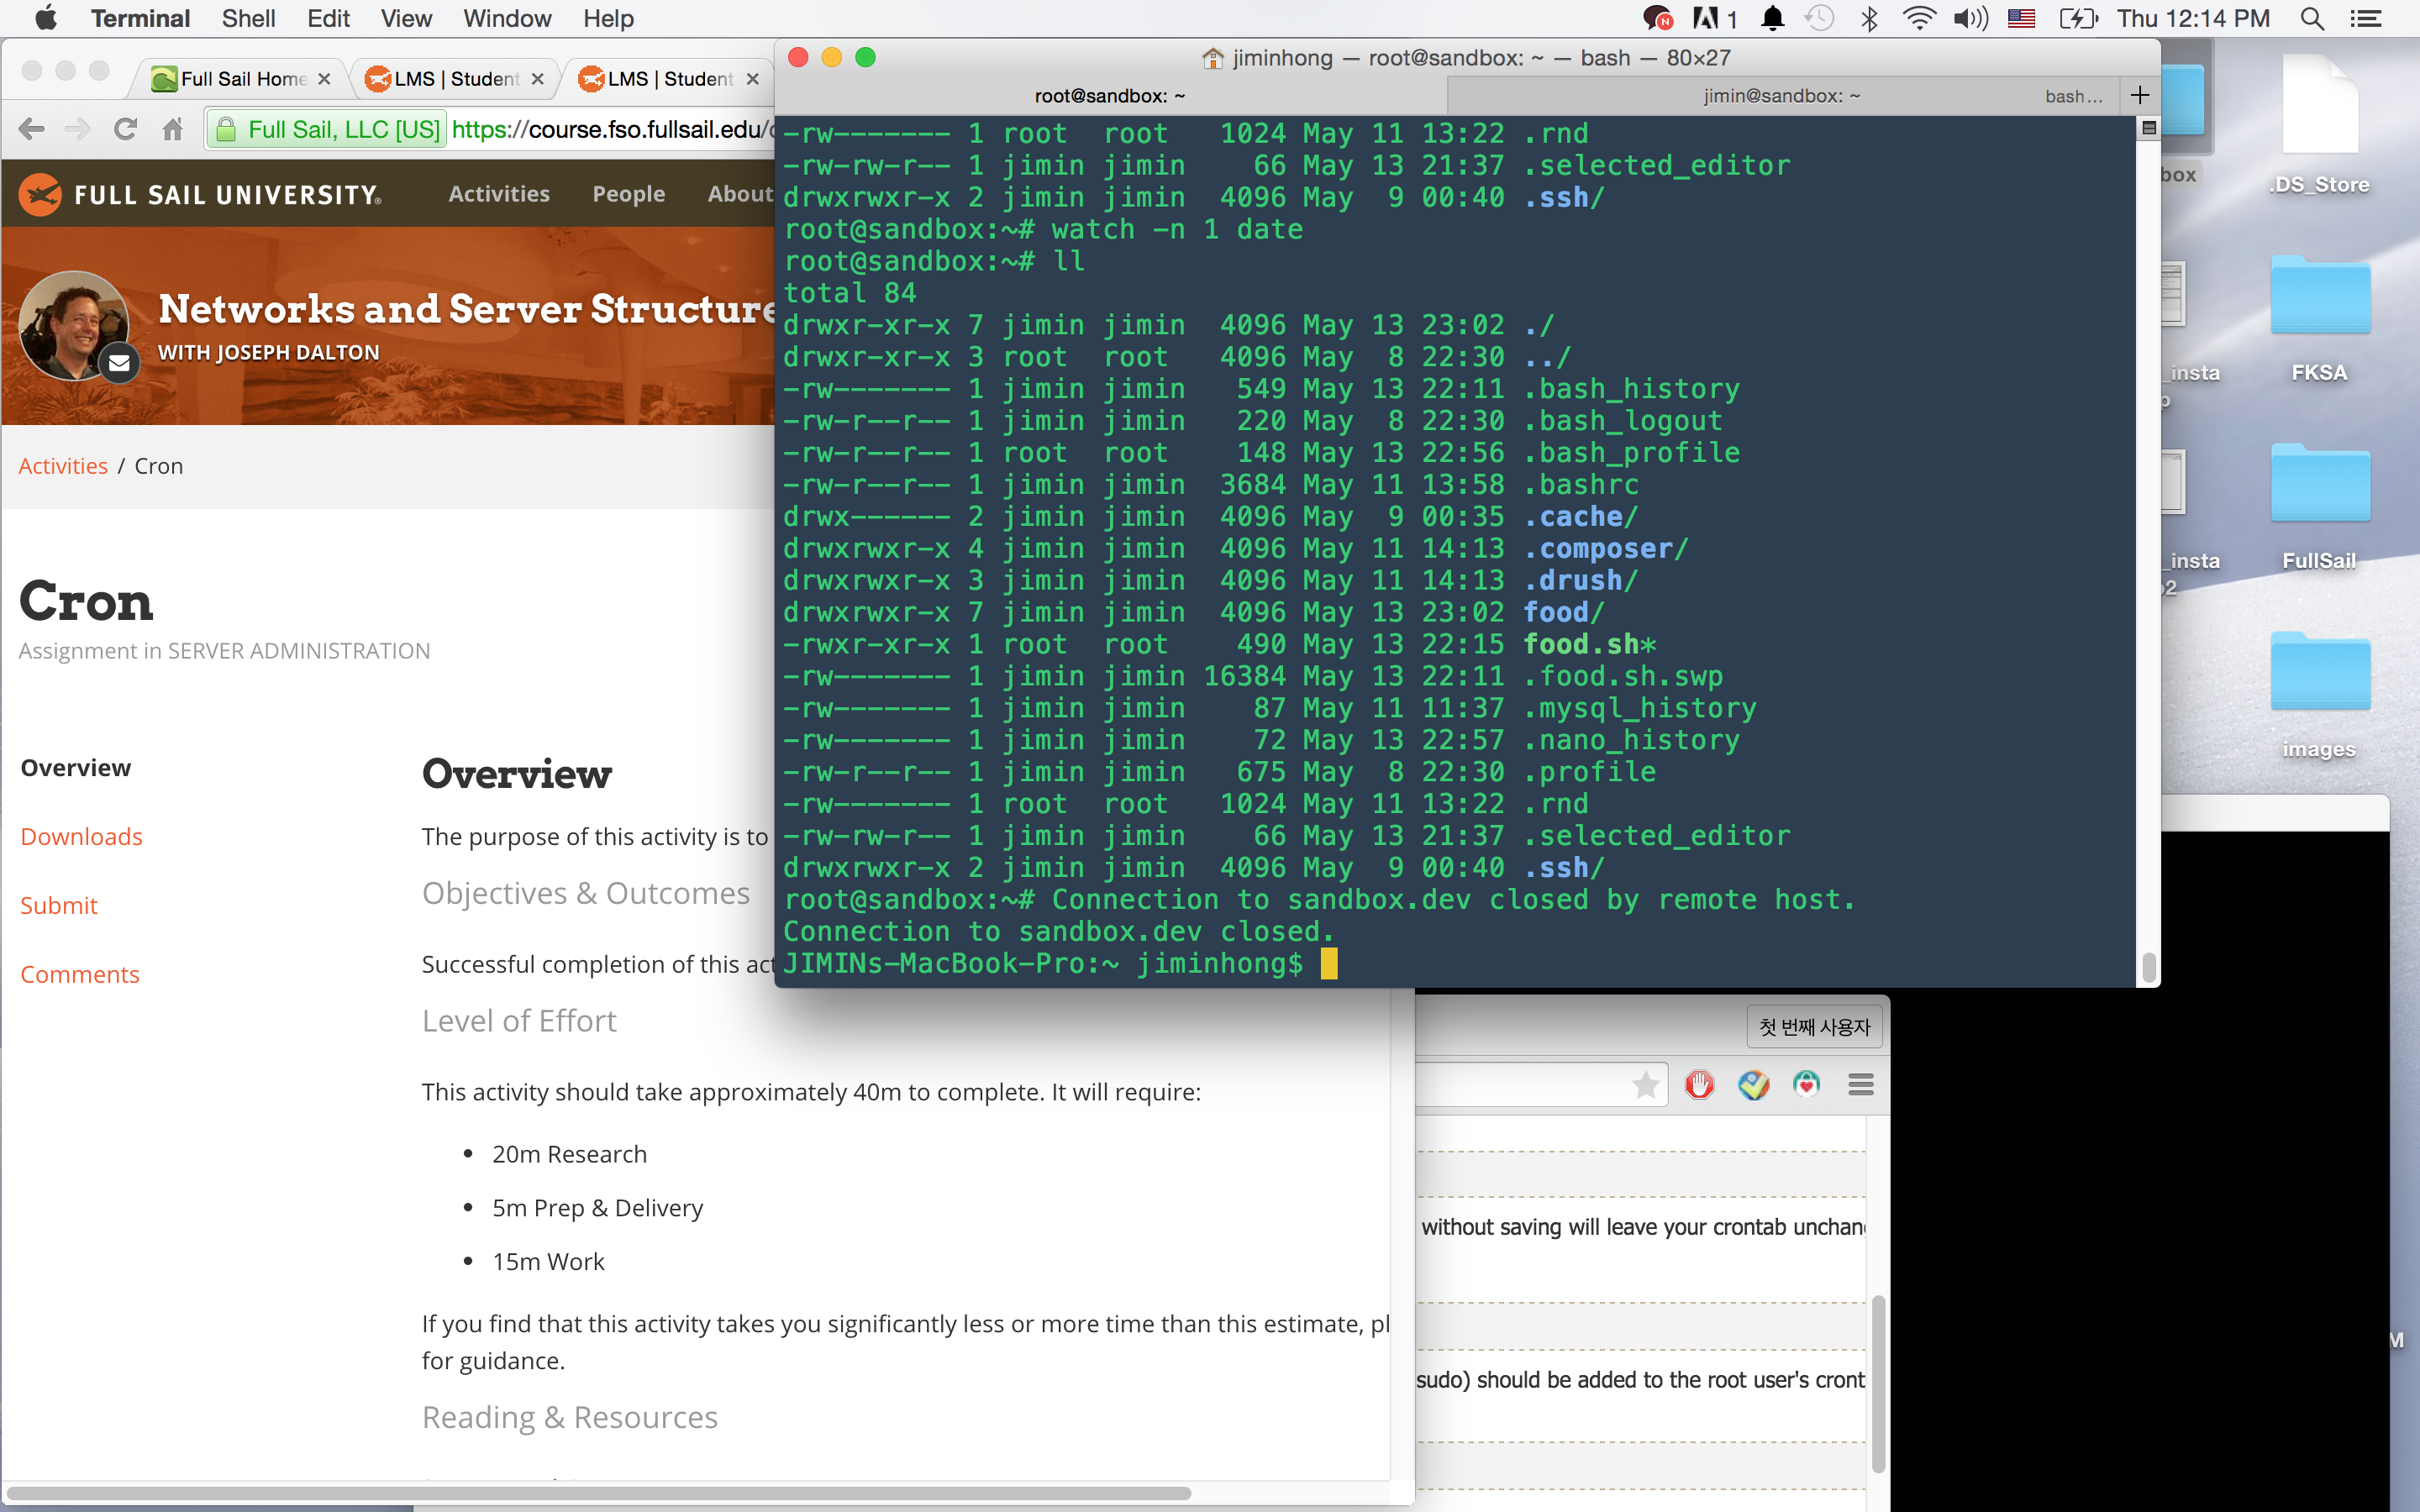 Terminal Shell Edit View Window Help
1 Thu 12:14 PM
Full Sail Home
LMS | Student
LMS | Student
Full Sail, LLC [US] https://course.fso.fullsail.edu/
FULL SAIL UNIVERSITY® Activities People About
Networks and Server Structure
WITH JOSEPH DALTON
Activities / Cron
Cron
Assignment in SERVER ADMINISTRATION
Overview
Downloads
Submit
Comments
Overview
The purpose of this activity is to
Objectives & Outcomes
Successful completion of this act
Level of Effort
This activity should take approximately 40m to complete. It will require:
• 20m Research
• 5m Prep & Delivery
• 15m Work
If you find that this activity takes you significantly less or more time than this estimate, pl
for guidance.
Reading & Resources
jiminhong — root@sandbox: ~ — bash — 80×27
root@sandbox: ~ jimin@sandbox: ~ bash...
-rw------- 1 root  root   1024 May 11 13:22 .rnd
-rw-rw-r-- 1 jimin jimin    66 May 13 21:37 .selected_editor
drwxrwxr-x 2 jimin jimin  4096 May  9 00:40 .ssh/
root@sandbox:~# watch -n 1 date
root@sandbox:~# ll
total 84
drwxr-xr-x 7 jimin jimin  4096 May 13 23:02 ./
drwxr-xr-x 3 root  root   4096 May  8 22:30 ../
-rw------- 1 jimin jimin   549 May 13 22:11 .bash_history
-rw-r--r-- 1 jimin jimin   220 May  8 22:30 .bash_logout
-rw-r--r-- 1 root  root    148 May 13 22:56 .bash_profile
-rw-r--r-- 1 jimin jimin  3684 May 11 13:58 .bashrc
drwx------ 2 jimin jimin  4096 May  9 00:35 .cache/
drwxrwxr-x 4 jimin jimin  4096 May 11 14:13 .composer/
drwxrwxr-x 3 jimin jimin  4096 May 11 14:13 .drush/
drwxrwxr-x 7 jimin jimin  4096 May 13 23:02 food/
-rwxr-xr-x 1 root  root    490 May 13 22:15 food.sh*
-rw------- 1 jimin jimin 16384 May 13 22:11 .food.sh.swp
-rw------- 1 jimin jimin    87 May 11 11:37 .mysql_history
-rw------- 1 jimin jimin    72 May 13 22:57 .nano_history
-rw-r--r-- 1 jimin jimin   675 May  8 22:30 .profile
-rw------- 1 root  root   1024 May 11 13:22 .rnd
-rw-rw-r-- 1 jimin jimin    66 May 13 21:37 .selected_editor
drwxrwxr-x 2 jimin jimin  4096 May  9 00:40 .ssh/
root@sandbox:~# Connection to sandbox.dev closed by remote host.
Connection to sandbox.dev closed.
JIMINs-MacBook-Pro:~ jiminhong$
첫 번째 사용자
without saving will leave your crontab unchan
sudo) should be added to the root user's cront
box
.DS_Store
_insta
p
FKSA
_insta
2
FullSail
images
M